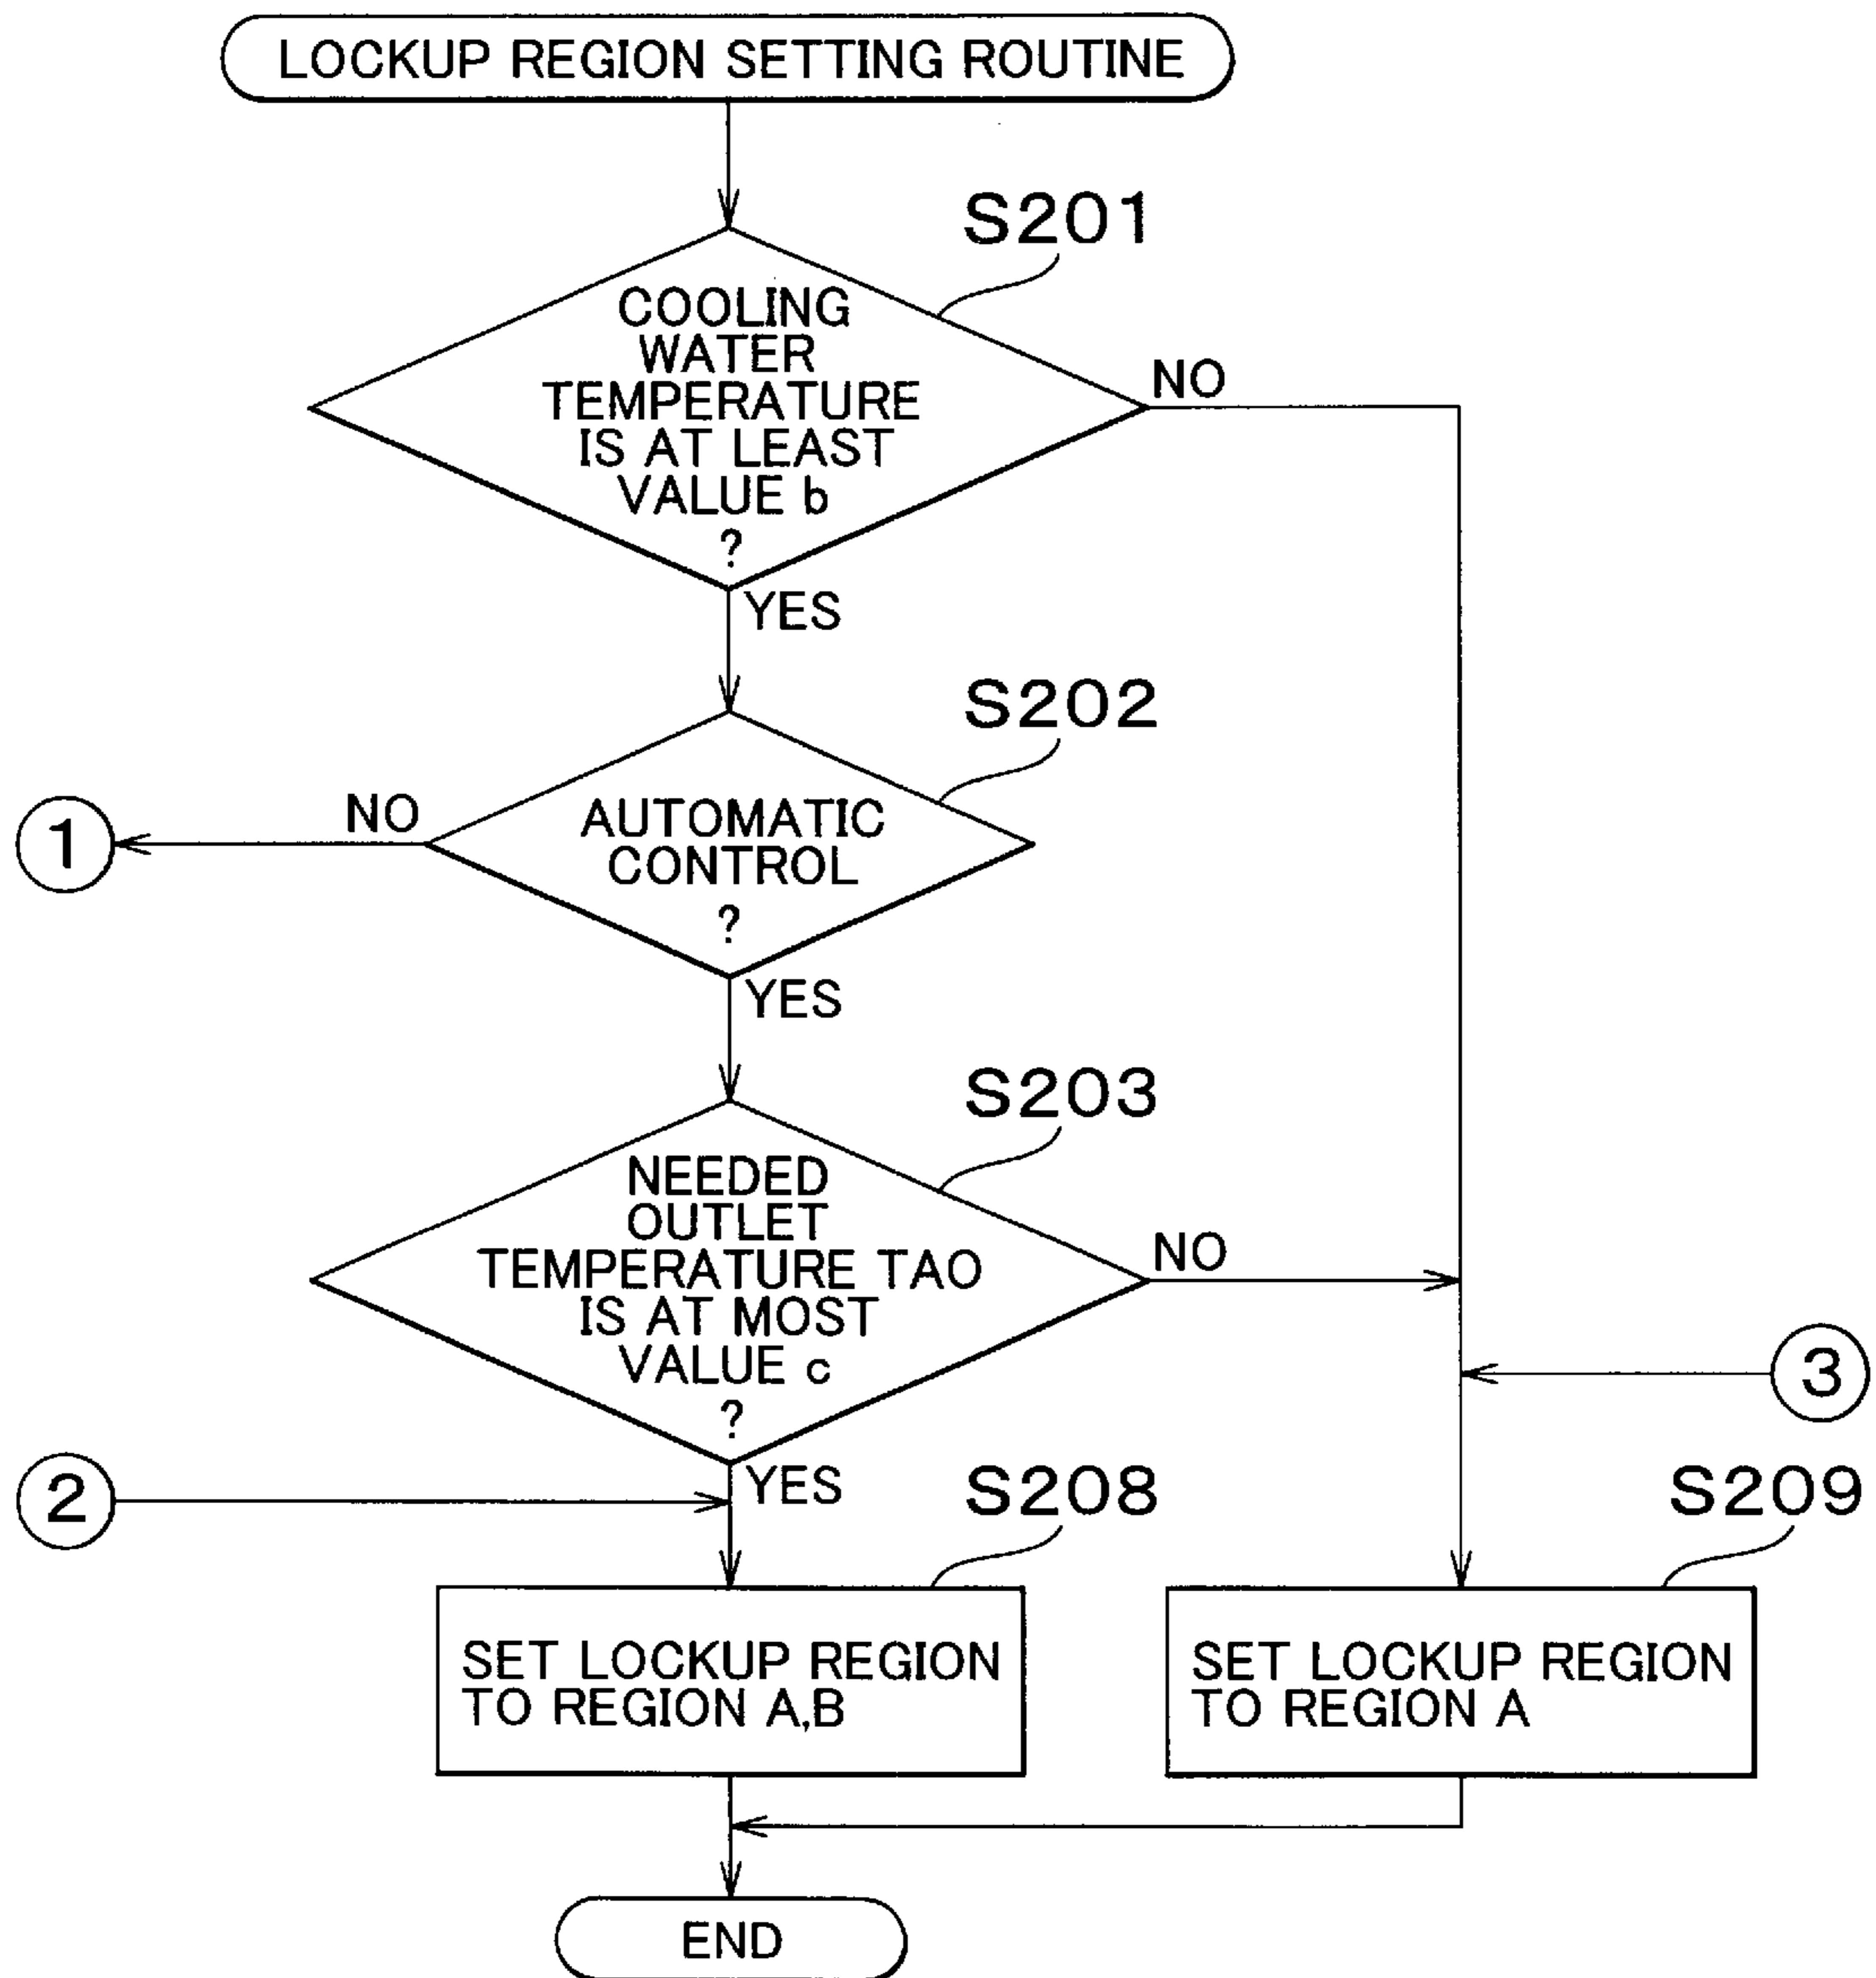 LOCKUP REGION SETTING ROUTINE
S201
COOLING
WATER
TEMPERATURE
IS AT LEAST
VALUE b
?
NO
YES
S202
AUTOMATIC
CONTROL
?
NO
1
YES
S203
NEEDED
OUTLET
TEMPERATURE TAO
IS AT MOST
VALUE c
?
NO
3
YES
2
S208
S209
SET LOCKUP REGION
TO REGION A,B
SET LOCKUP REGION
TO REGION A
END